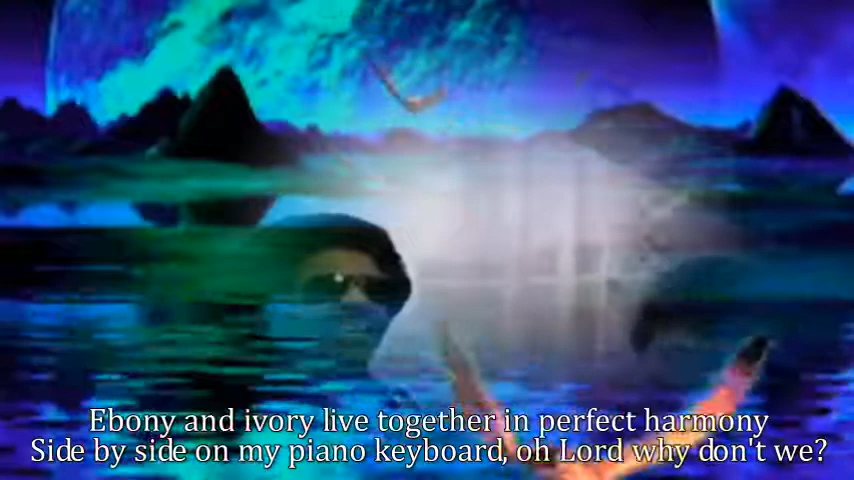 Ebony and ivory live together in perfect harmony
Side by side on my piano keyboard, oh Lord why don't we?